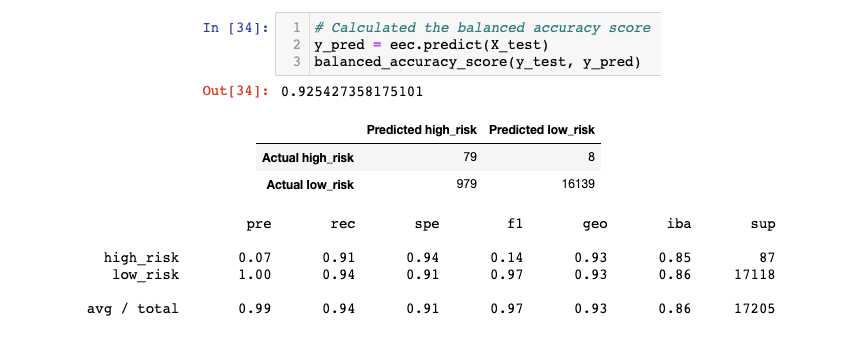 In [34]: 1 # Calculated the balanced accuracy score
2 y_pred = eec.predict(X_test)
3 balanced_accuracy_score(y_test, y_pred)
Out[34]: 0.925427358175101
Predicted high_risk Predicted low_risk
Actual high_risk 79 8
Actual low_risk 979 16139
pre rec spe f1 geo iba sup
high_risk 0.07 0.91 0.94 0.14 0.93 0.85 87
low_risk 1.00 0.94 0.91 0.97 0.93 0.86 17118
avg / total 0.99 0.94 0.91 0.97 0.93 0.86 17205